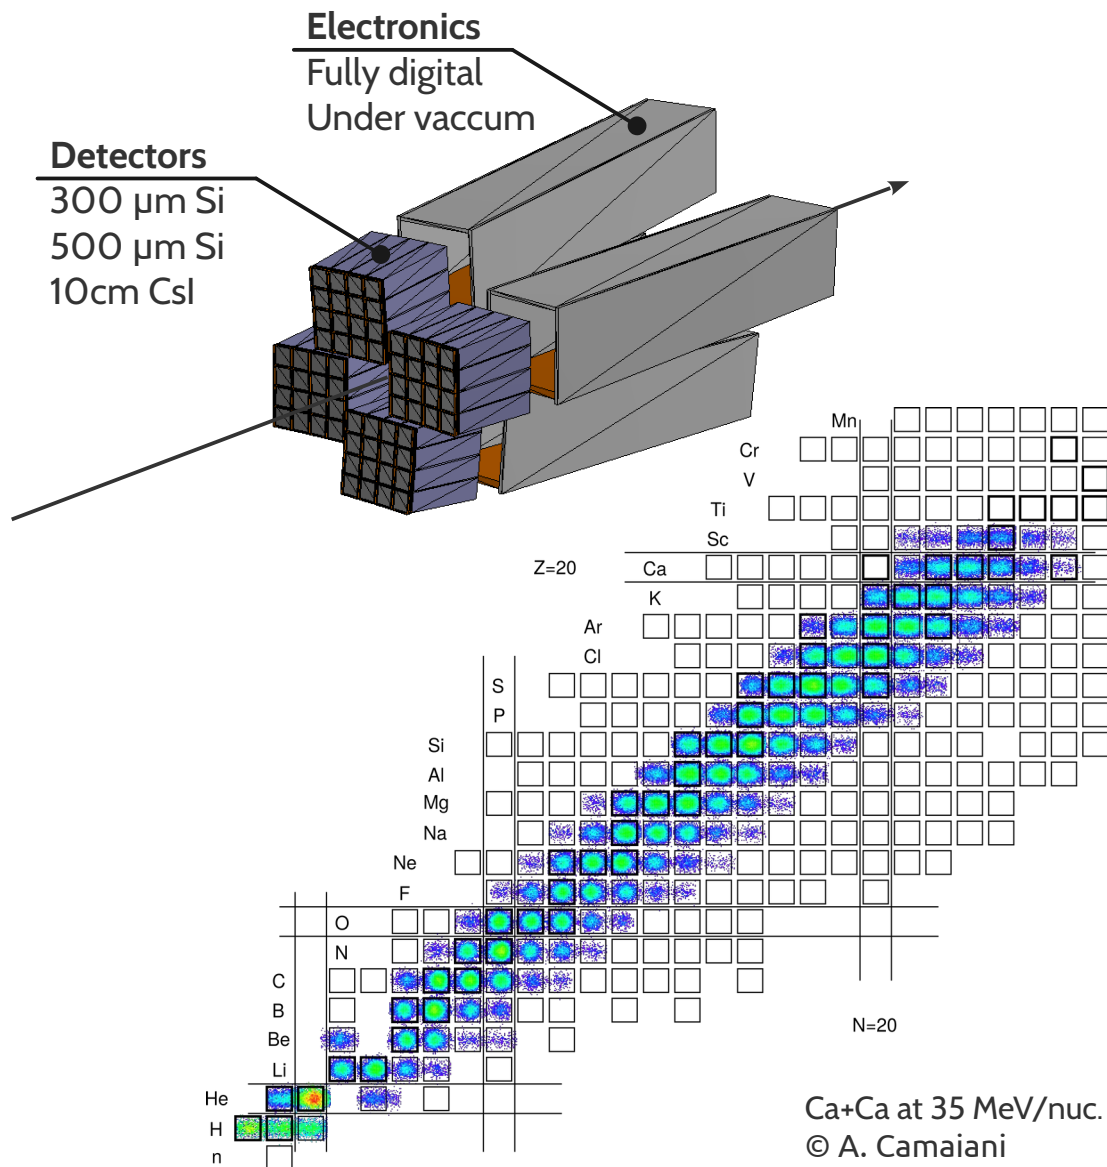 Electronics
Fully digital
Under vaccum
Detectors
300 µm Si
500 µm Si
10cm CsI
Mn
Cr
V
Ti
Sc
Z=20
Ca
K
Ar
Cl
S
P
Si
Al
Mg
Na
Ne
F
O
N
C
B
N=20
Be
Li
He
H
n
Ca+Ca at 35 MeV/nuc.
© A. Camaiani